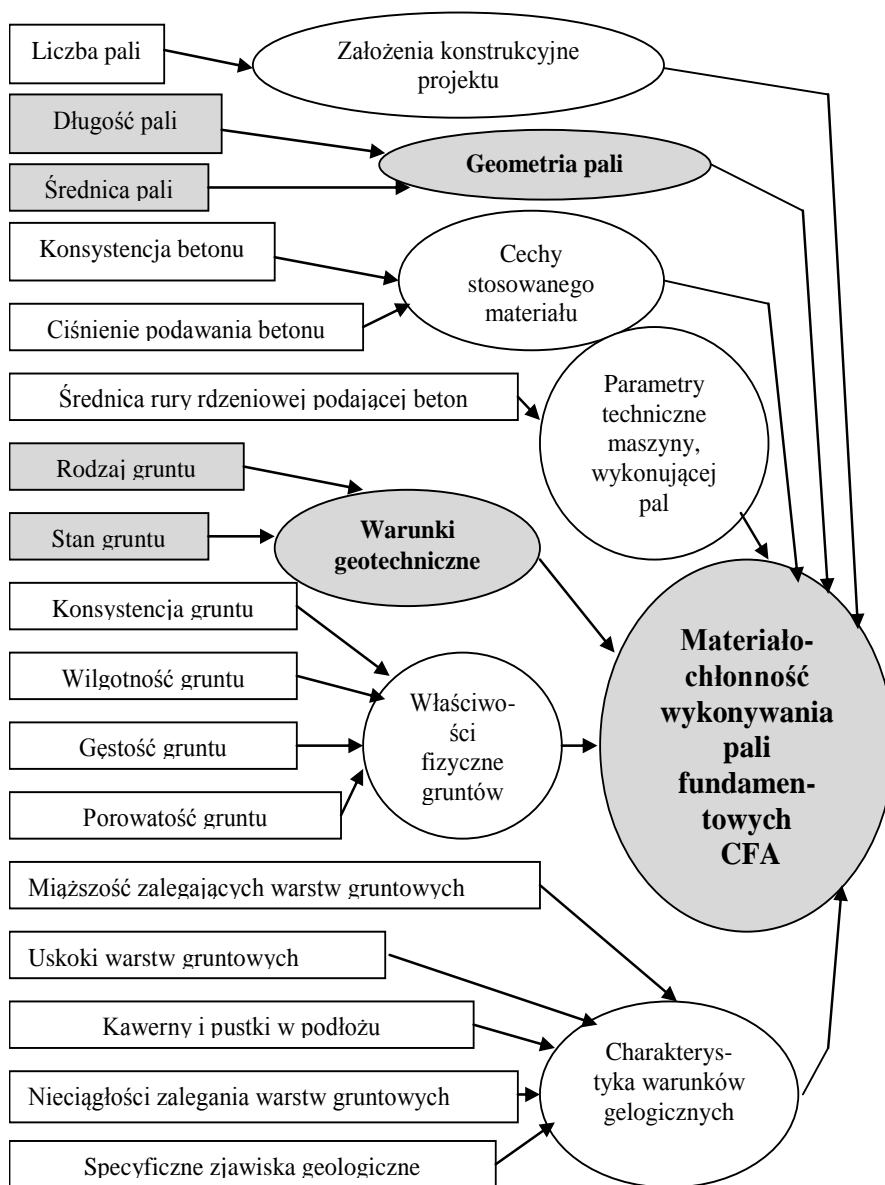 Liczba pali
Założenia konstrukcyjne
projektu
Długość pali
Geometria pali
Średnica pali
Konsystencja betonu
Cechy
stosowanego
materiału
Ciśnienie podawania betonu
Średnica rury rdzeniowej podającej beton
Parametry
techniczne
maszyny,
wykonującej
pal
Rodzaj gruntu
Stan gruntu
Warunki
geotechniczne
Konsystencja gruntu
Wilgotność gruntu
Gęstość gruntu
Porowatość gruntu
Właściwo-
ści
fizyczne
gruntów
Materiało-
chłonność
wykonywania
pali
fundamen-
towych
CFA
Miąższość zalegających warstw gruntowych
Uskoki warstw gruntowych
Kawerny i pustki w podłożu
Nieciągłości zalegania warstw gruntowych
Specyficzne zjawiska geologiczne
Charakterys-
tyka warunków
gelogicznych